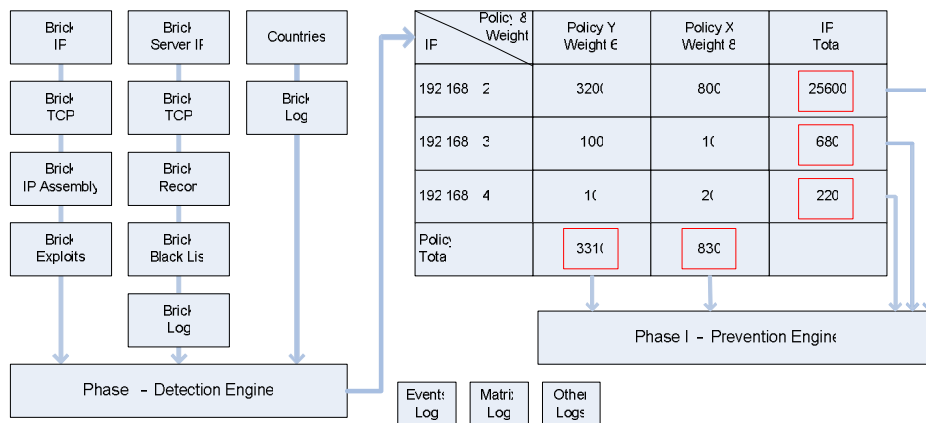 Brick
IP
Brick
TCP
Brick
IP Assembly
Brick
Exploits
Brick
Server IP
Brick
TCP
Brick
Recon
Brick
Black Lis
Brick
Log
Countries
Brick
Log
Phase - Detection Engine
Policy &
Weight
IP
Policy Y
Weight 6
Policy X
Weight 8
IP
Total
192 168 2
3200
800
25600
192 168 3
100
10
680
192 168 4
10
20
220
Policy
Total
3310
830
Phase I - Prevention Engine
Events
Log
Matrix
Log
Other
Logs